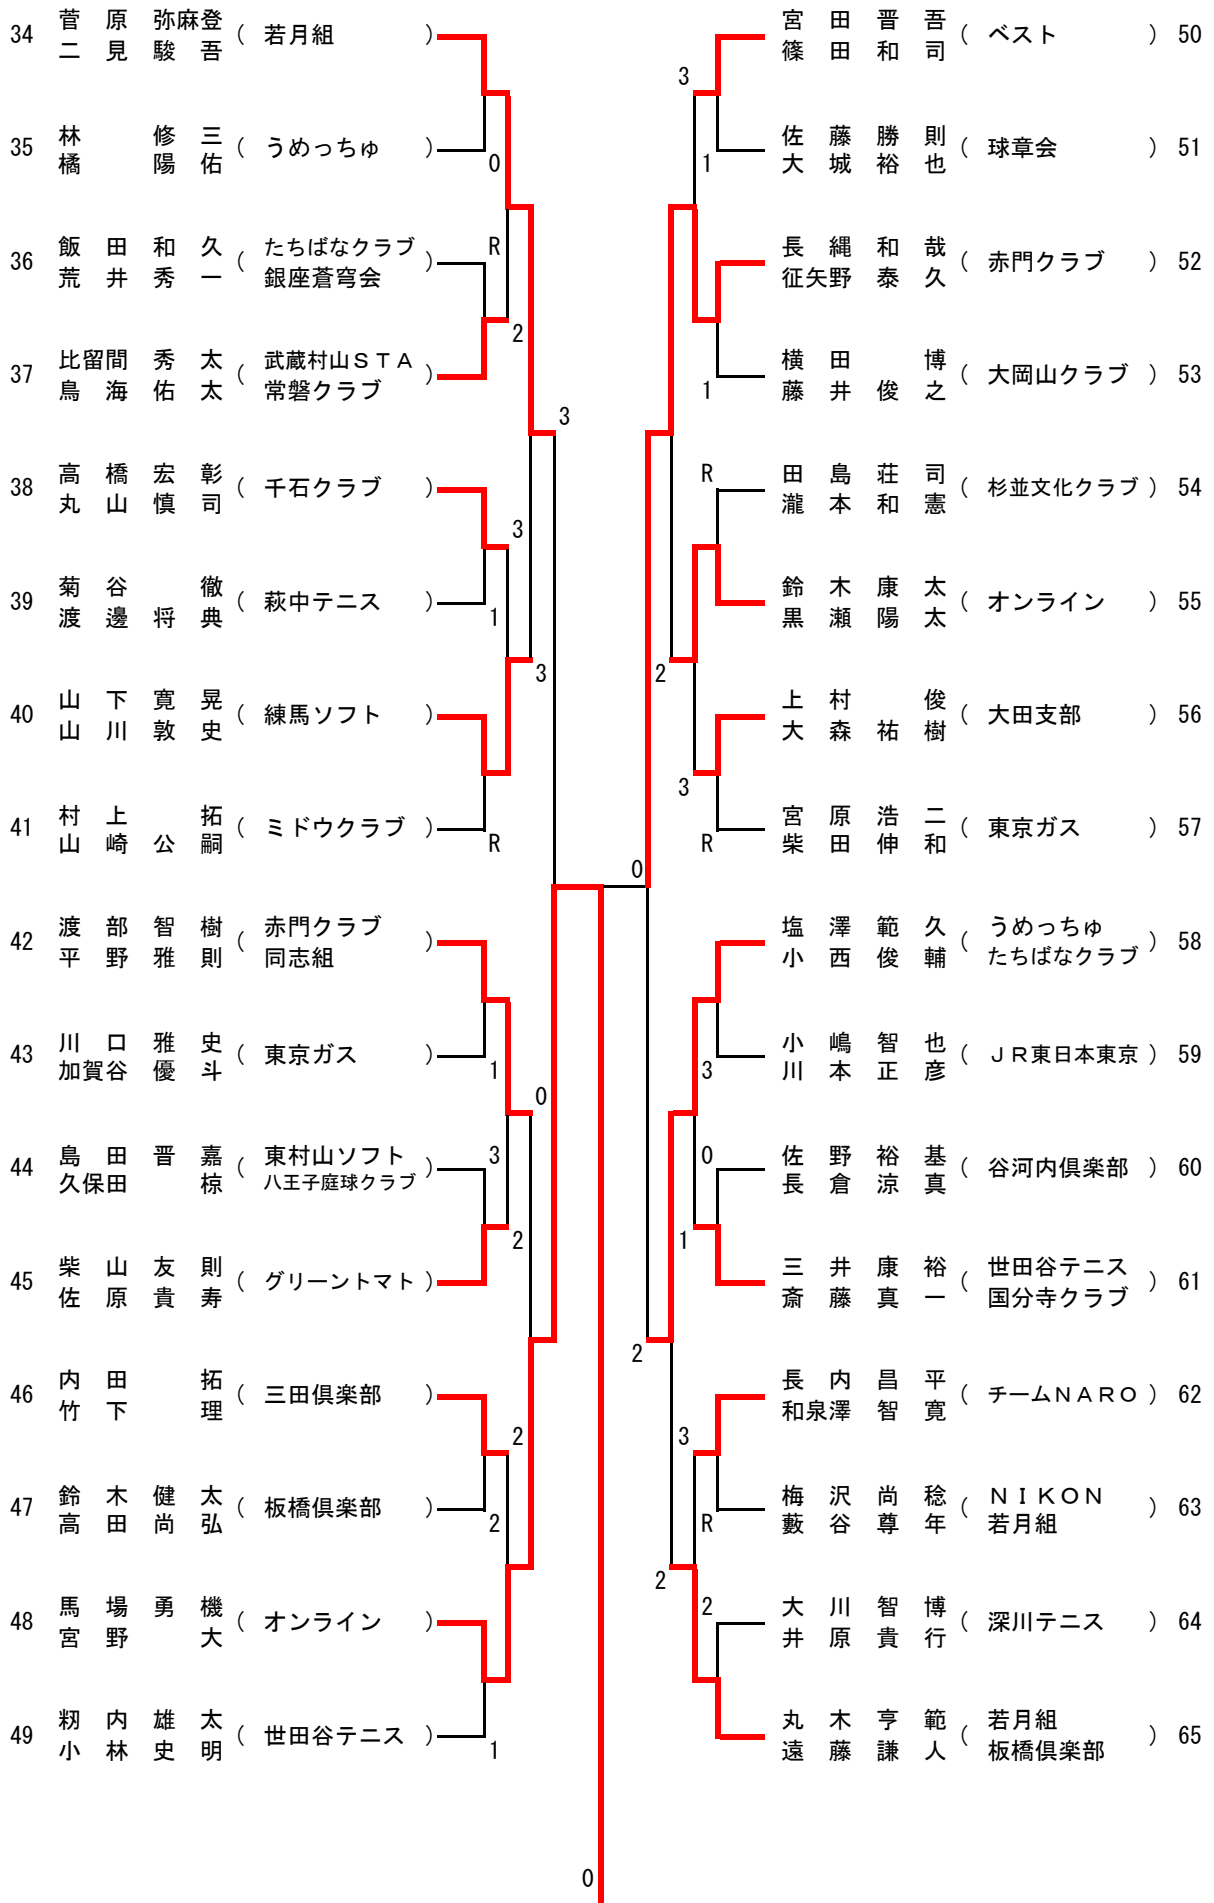 34 菅原弥麻登 ( 若月組 )
二見駿吾
0
35 林修三 ( うめっちゅ )
橘陽佑
R
36 飯田和久 ( たちばなクラブ )
荒井秀一 銀座蒼穹会
2
37 比留間秀太 ( 武蔵村山STA )
鳥海佑太 常磐クラブ
3
38 高橋宏彰 ( 千石クラブ )
丸山慎司
3
39 菊谷徹 ( 萩中テニス )
渡邊将典
1
3
40 山下寛晃 ( 練馬ソフト )
山川敦史
41 村上拓 ( ミドウクラブ )
山崎公嗣
R
42 渡部智樹 ( 赤門クラブ )
平野雅則 同志組
43 川口雅史 ( 東京ガス )
加賀谷優斗
1
0
44 島田晋嘉 ( 東村山ソフト )
久保田椋 八王子庭球クラブ
3
2
45 柴山友則 ( グリーントマト )
佐原貴寿
46 内田拓 ( 三田倶楽部 )
竹下理
2
47 鈴木健太 ( 板橋倶楽部 )
高田尚弘
2
48 馬場勇機 ( オンライン )
宮野大
49 籾内雄太 ( 世田谷テニス )
小林史明
1
0
宮田晋吾 ( ベスト ) 50
篠田和司
3
佐藤勝則 ( 球章会 ) 51
大城裕也
1
長縄和哉 ( 赤門クラブ ) 52
征矢野泰久
横田博 ( 大岡山クラブ ) 53
藤井俊之
1
R
田島荘司 ( 杉並文化クラブ ) 54
瀧本和憲
鈴木康太 ( オンライン ) 55
黒瀬陽太
2
上村俊 ( 大田支部 ) 56
大森祐樹
3
宮原浩二 ( 東京ガス ) 57
柴田伸和
R
0
塩澤範久 ( うめっちゅ ) 58
小西俊輔 たちばなクラブ
小嶋智也 ( JR東日本東京 ) 59
川本正彦
3
0
佐野裕基 ( 谷河内倶楽部 ) 60
長倉涼真
1
三井康裕 ( 世田谷テニス ) 61
斎藤真一 国分寺クラブ
2
長内昌平 ( チームNARO ) 62
和泉澤智寛
3
梅沢尚稔 ( NIKON ) 63
藪谷尊年 若月組
R
2
2
大川智博 ( 深川テニス ) 64
井原貴行
丸木亨範 ( 若月組 ) 65
遠藤謙人 板橋倶楽部